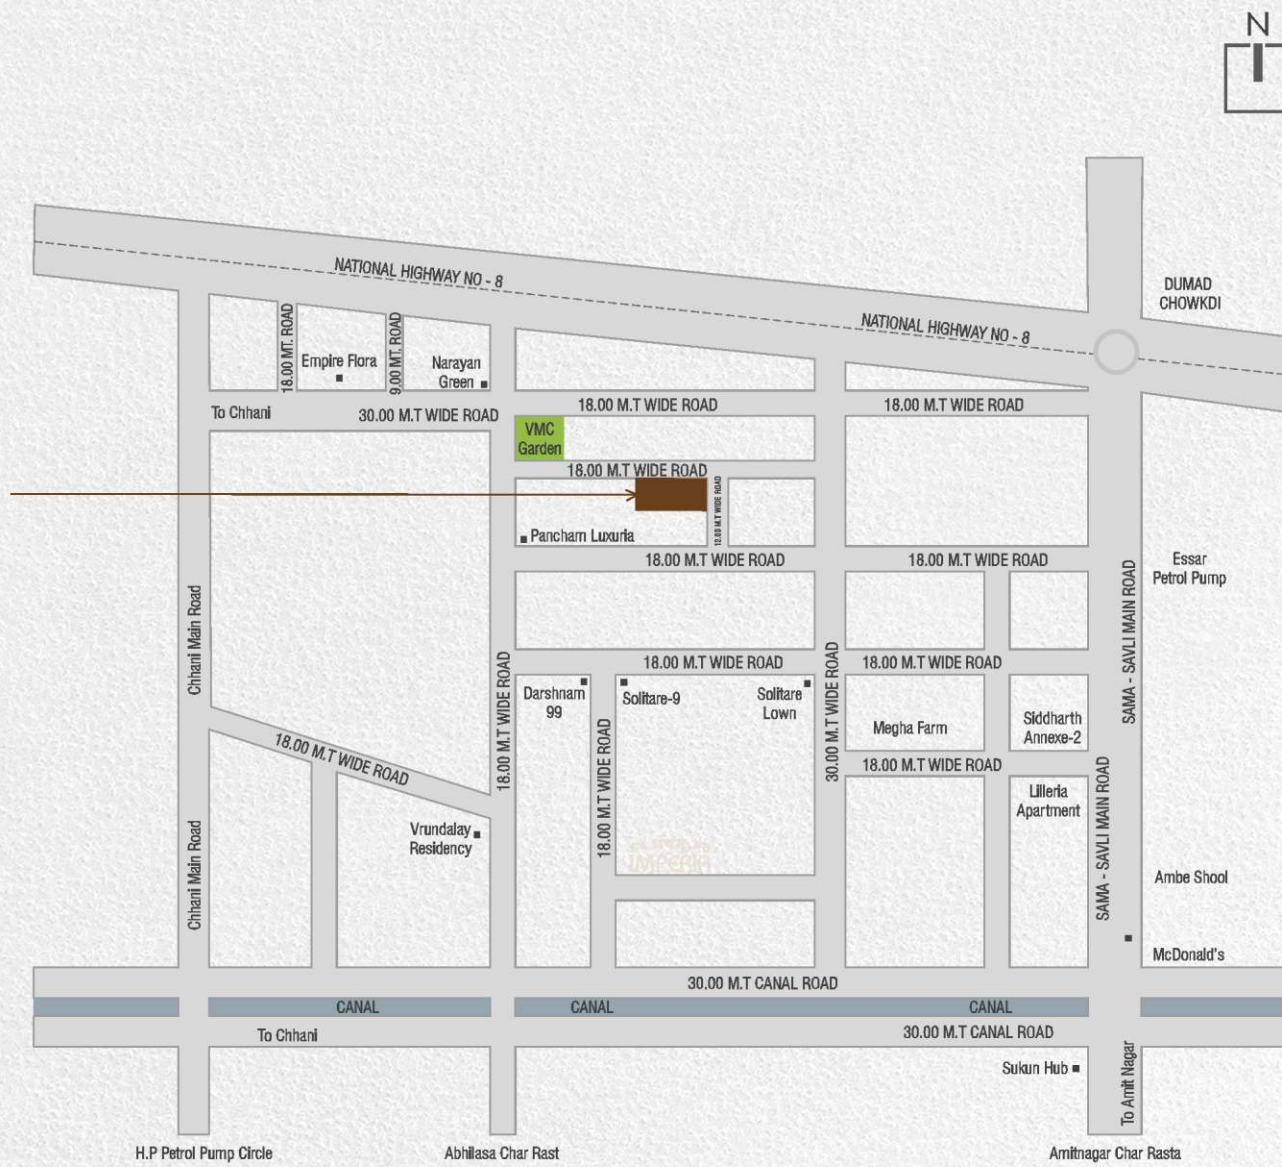 N
DUMAD
CHOWKDI
NATIONAL HIGHWAY NO - 8
NATIONAL HIGHWAY NO - 8
18.00 MT. ROAD
Empire Flora
9.00 MT. ROAD
Narayan
Green
To Chhani
30.00 M.T WIDE ROAD
18.00 M.T WIDE ROAD
18.00 M.T WIDE ROAD
VMC
Garden
18.00 M.T WIDE ROAD
12.00 M.T WIDE ROAD
Pancham Luxuria
18.00 M.T WIDE ROAD
18.00 M.T WIDE ROAD
Essar
Petrol Pump
Chhani Main Road
18.00 M.T WIDE ROAD
30.00 M.T WIDE ROAD
SAMA - SAVLI MAIN ROAD
18.00 M.T WIDE ROAD
18.00 M.T WIDE ROAD
Darshnam
99
Solitare-9
Solitare
Lown
Megha Farm
Siddharth
Annexe-2
18.00 M.T WIDE ROAD
18.00 M.T WIDE ROAD
18.00 M.T WIDE ROAD
Lilleria
Apartment
SAMA - SAVLI MAIN ROAD
Vrundalay
Residency
Chhani Main Road
IMPERIA
Ambe Shool
McDonald's
30.00 M.T CANAL ROAD
CANAL
CANAL
CANAL
To Chhani
30.00 M.T CANAL ROAD
Sukun Hub
To Amit Nagar
H.P Petrol Pump Circle
Abhilasa Char Rast
Amitnagar Char Rasta